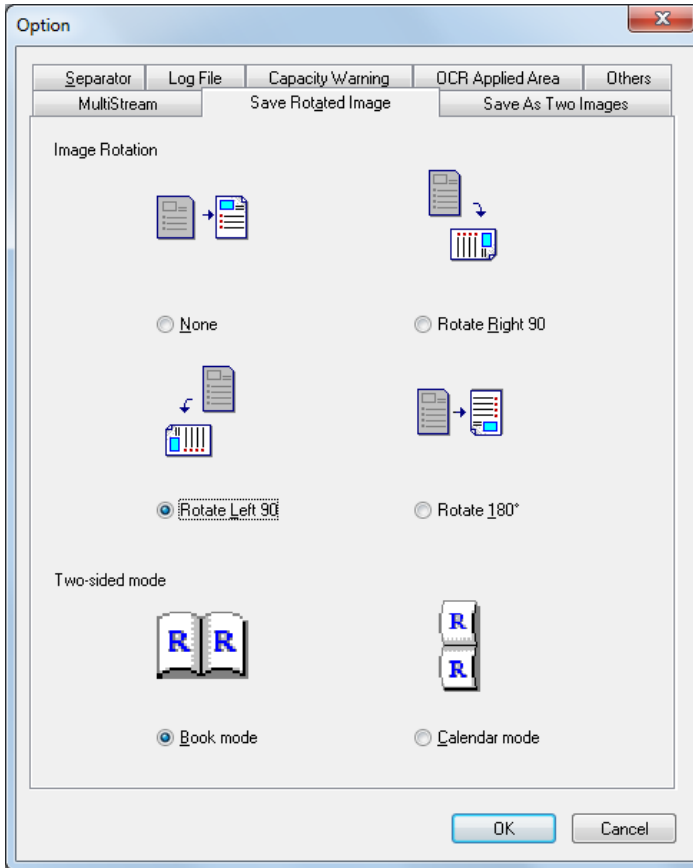 Option
Separator Log File Capacity Warning OCR Applied Area Others
MultiStream Save Rotated Image Save As Two Images
Image Rotation
None Rotate Right 90
Rotate Left 90 Rotate 180°
Two-sided mode
R R R
R
Book mode Calendar mode
OK Cancel